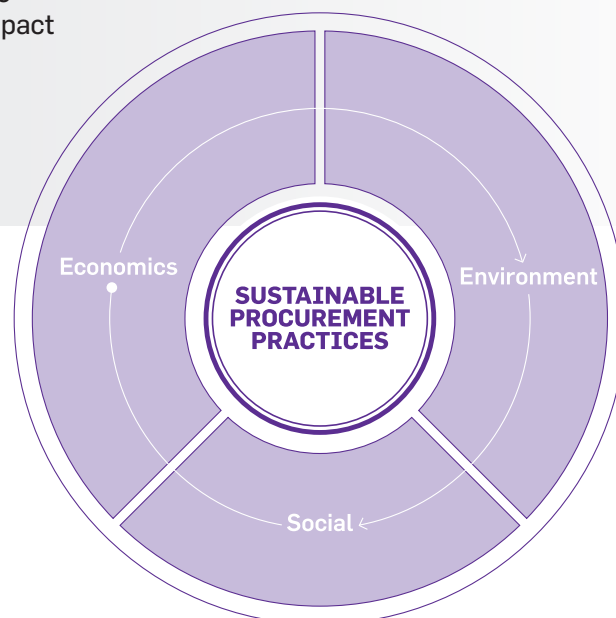 pact
Economics
Environment
SUSTAINABLE
PROCUREMENT
PRACTICES
Social